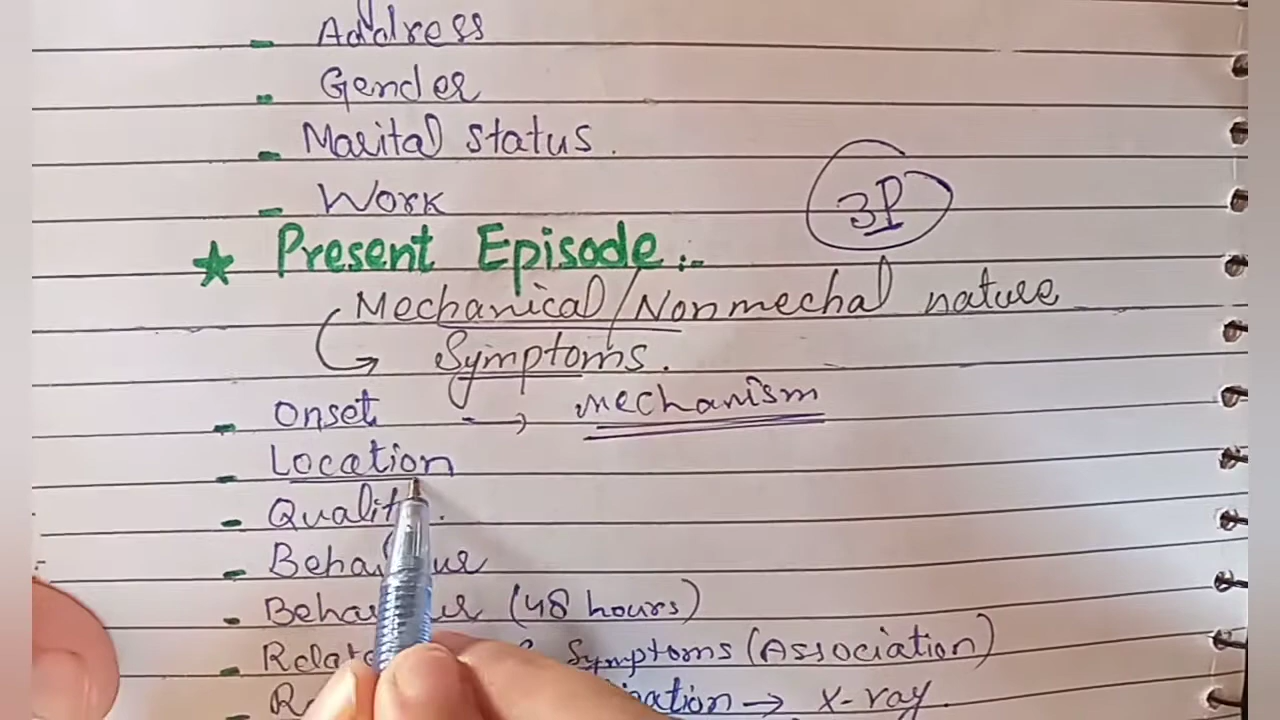 - Address
- Gender
- Marital Status.
- Work
3P
★ Present Episode:-
Mechanical/Nonmechal nature
Symptoms.
- Onset → mechanism
- Location
- 
- 
- (48 hours)
- Symptoms (Association)
- → X-ray.